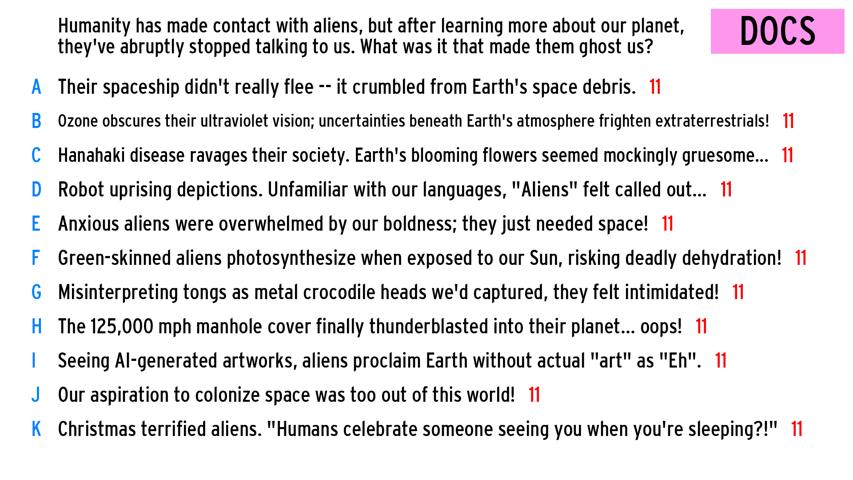 Humanity has made contact with aliens, but after learning more about our planet,
they've abruptly stopped talking to us. What was it that made them ghost us?
DOCS
A Their spaceship didn't really flee -- it crumbled from Earth's space debris. 11
B Ozone obscures their ultraviolet vision; uncertainties beneath Earth's atmosphere frighten extraterrestrials! 11
C Hanahaki disease ravages their society. Earth's blooming flowers seemed mockingly gruesome... 11
D Robot uprising depictions. Unfamiliar with our languages, "Aliens" felt called out... 11
E Anxious aliens were overwhelmed by our boldness; they just needed space! 11
F Green-skinned aliens photosynthesize when exposed to our Sun, risking deadly dehydration! 11
G Misinterpreting tongs as metal crocodile heads we'd captured, they felt intimidated! 11
H The 125,000 mph manhole cover finally thunderblasted into their planet... oops! 11
I Seeing AI-generated artworks, aliens proclaim Earth without actual "art" as "Eh". 11
J Our aspiration to colonize space was too out of this world! 11
K Christmas terrified aliens. "Humans celebrate someone seeing you when you're sleeping?!" 11